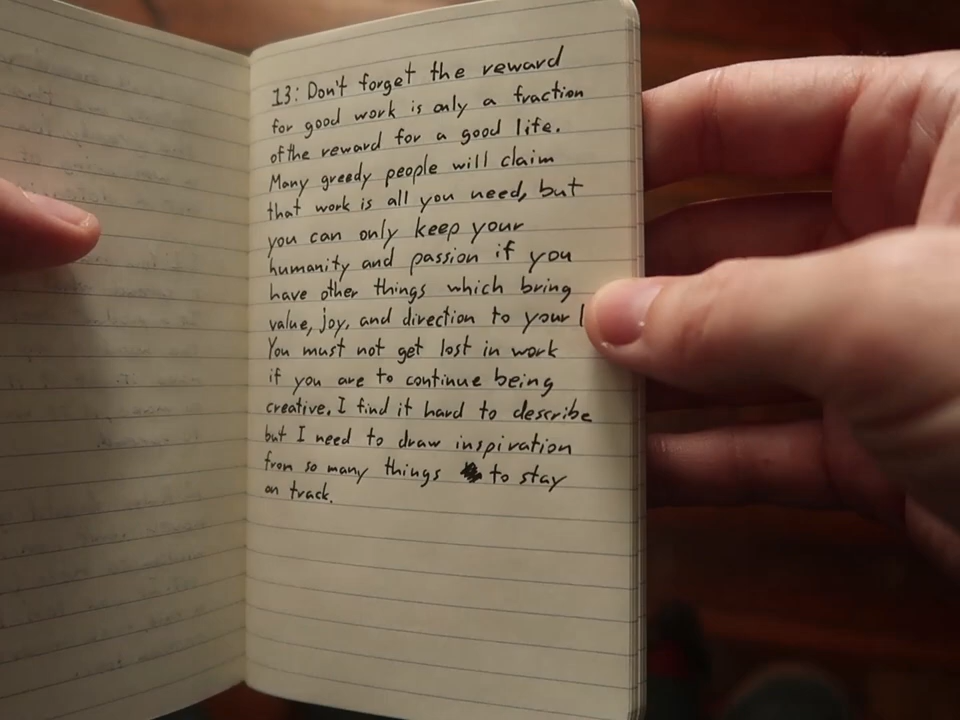 13: Don't forget the reward
for good work is only a fraction
of the reward for a good life.
Many greedy people will claim
that work is all you need, but
you can only keep your
humanity and passion if you
have other things which bring
value, joy, and direction to your
You must not get lost in work
if you are to continue being
creative. I find it hard to describe
but I need to draw inspiration
from so many things to stay
on track.